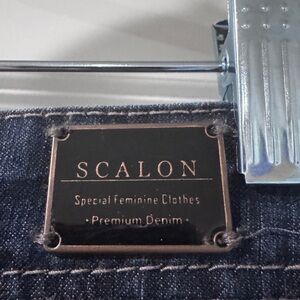 SCALON
Special Feminine Clothes
• Premium Denim •